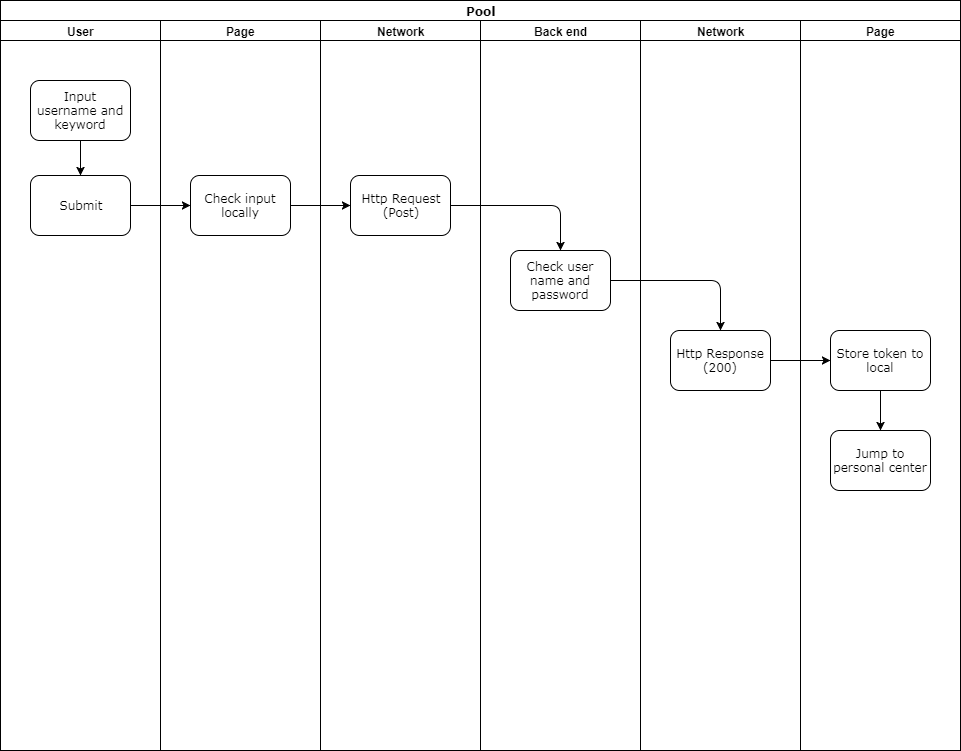 Pool
User
Page
Network
Back end
Network
Page
Input
username and
keyword
Submit
Check input
locally
Http Request
(Post)
Check user
name and
password
Http Response
(200)
Store token to
local
Jump to
personal center